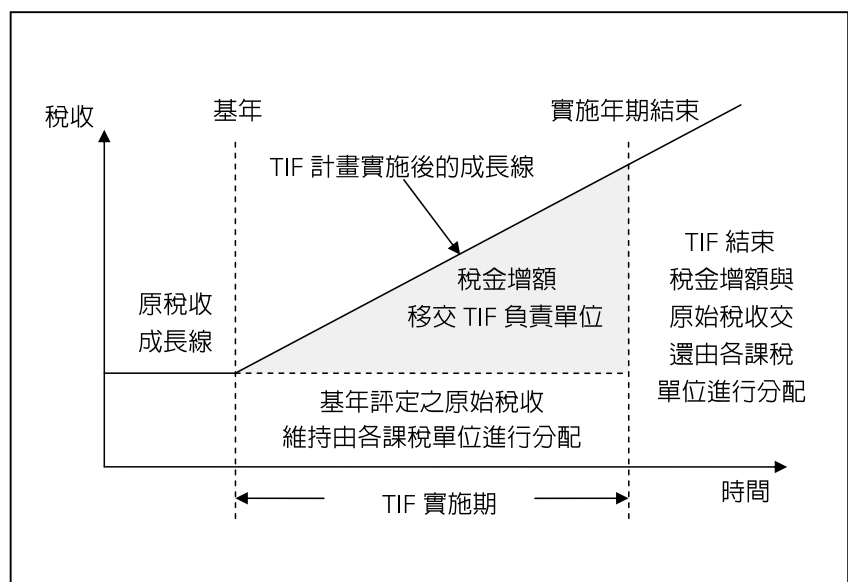 稅收
基年
實施年期結束
TIF 計畫實施後的成長線
原稅收
成長線
稅金增額
移交 TIF 負責單位
TIF 結束
稅金增額與
原始稅收交
還由各課稅
單位進行分配
基年評定之原始稅收
維持由各課稅單位進行分配
時間
TIF 實施期